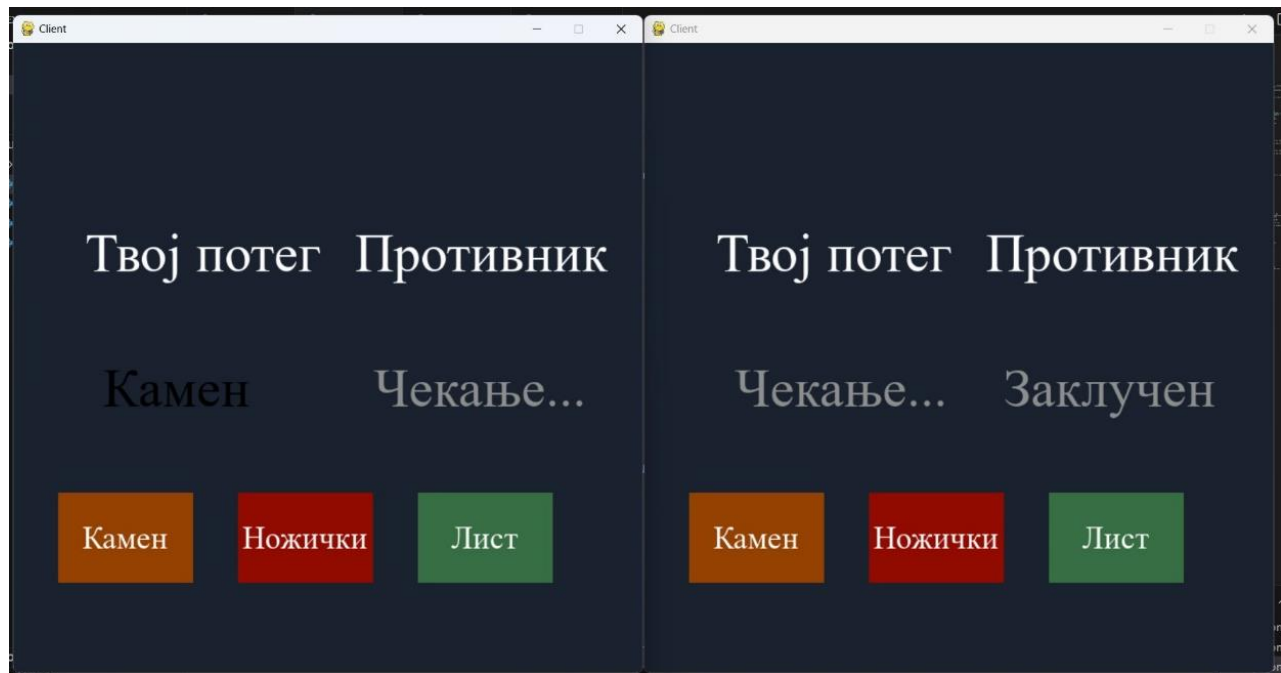 Client
Твој потег Противник
Камен Чекање...
Камен Ножички Лист
Client
Твој потег Противник
Чекање... Заклучен
Камен Ножички Лист